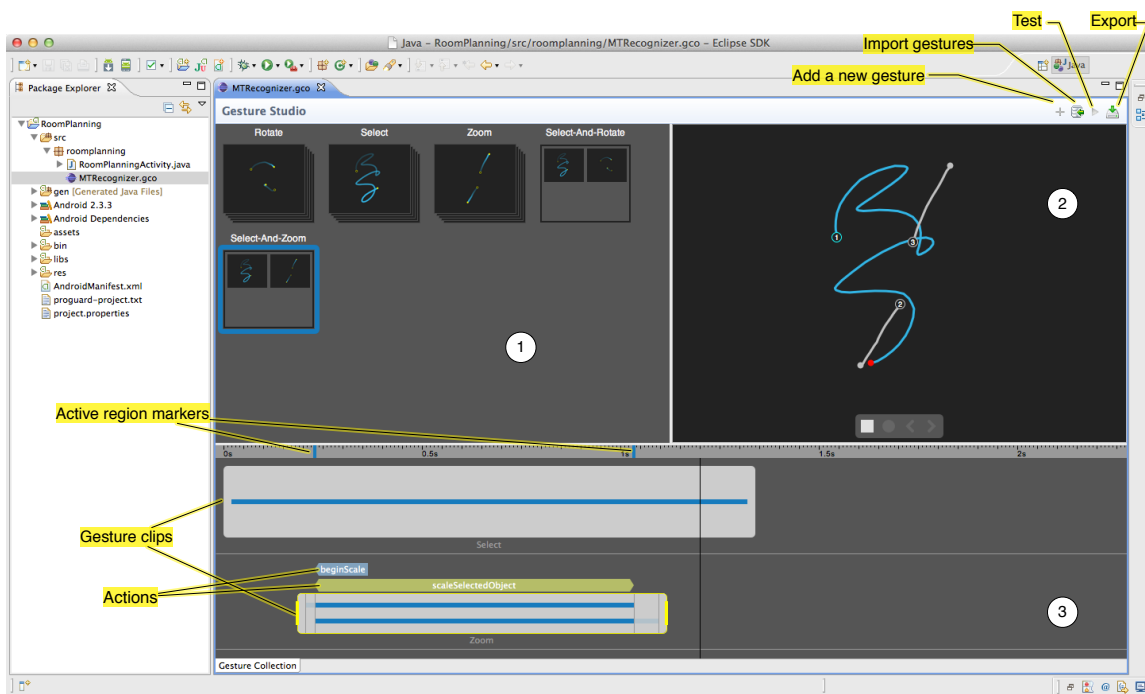 Test
Export
Import gestures
Add a new gesture
Java – RoomPlanning/src/roomplanning/MTRecognizer.gco – Eclipse SDK
Java
Package Explorer
MTRecognizer.gco
Gesture Studio
RoomPlanning
src
roomplanning
RoomPlanningActivity.java
MTRecognizer.gco
gen [Generated Java Files]
Android 2.3.3
Android Dependencies
assets
bin
libs
res
AndroidManifest.xml
proguard-project.txt
project.properties
Rotate
Select
Zoom
Select-And-Rotate
Select-And-Zoom
1
2
1
3
2
Active region markers
0s
0.5s
1s
1.5s
2s
Gesture clips
Select
beginScale
scaleSelectedObject
Actions
3
Zoom
Gesture Collection